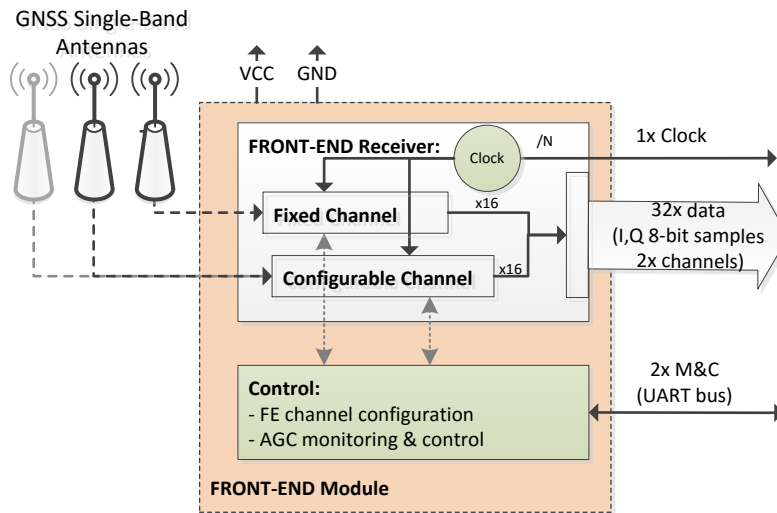 GNSS Single-Band
Antennas
VCC
GND
FRONT-END Receiver:
Clock
/N
1x Clock
Fixed Channel
x16
Configurable Channel
x16
32x data
(I,Q 8-bit samples
2x channels)
Control:
- FE channel configuration
- AGC monitoring & control
2x M&C
(UART bus)
FRONT-END Module